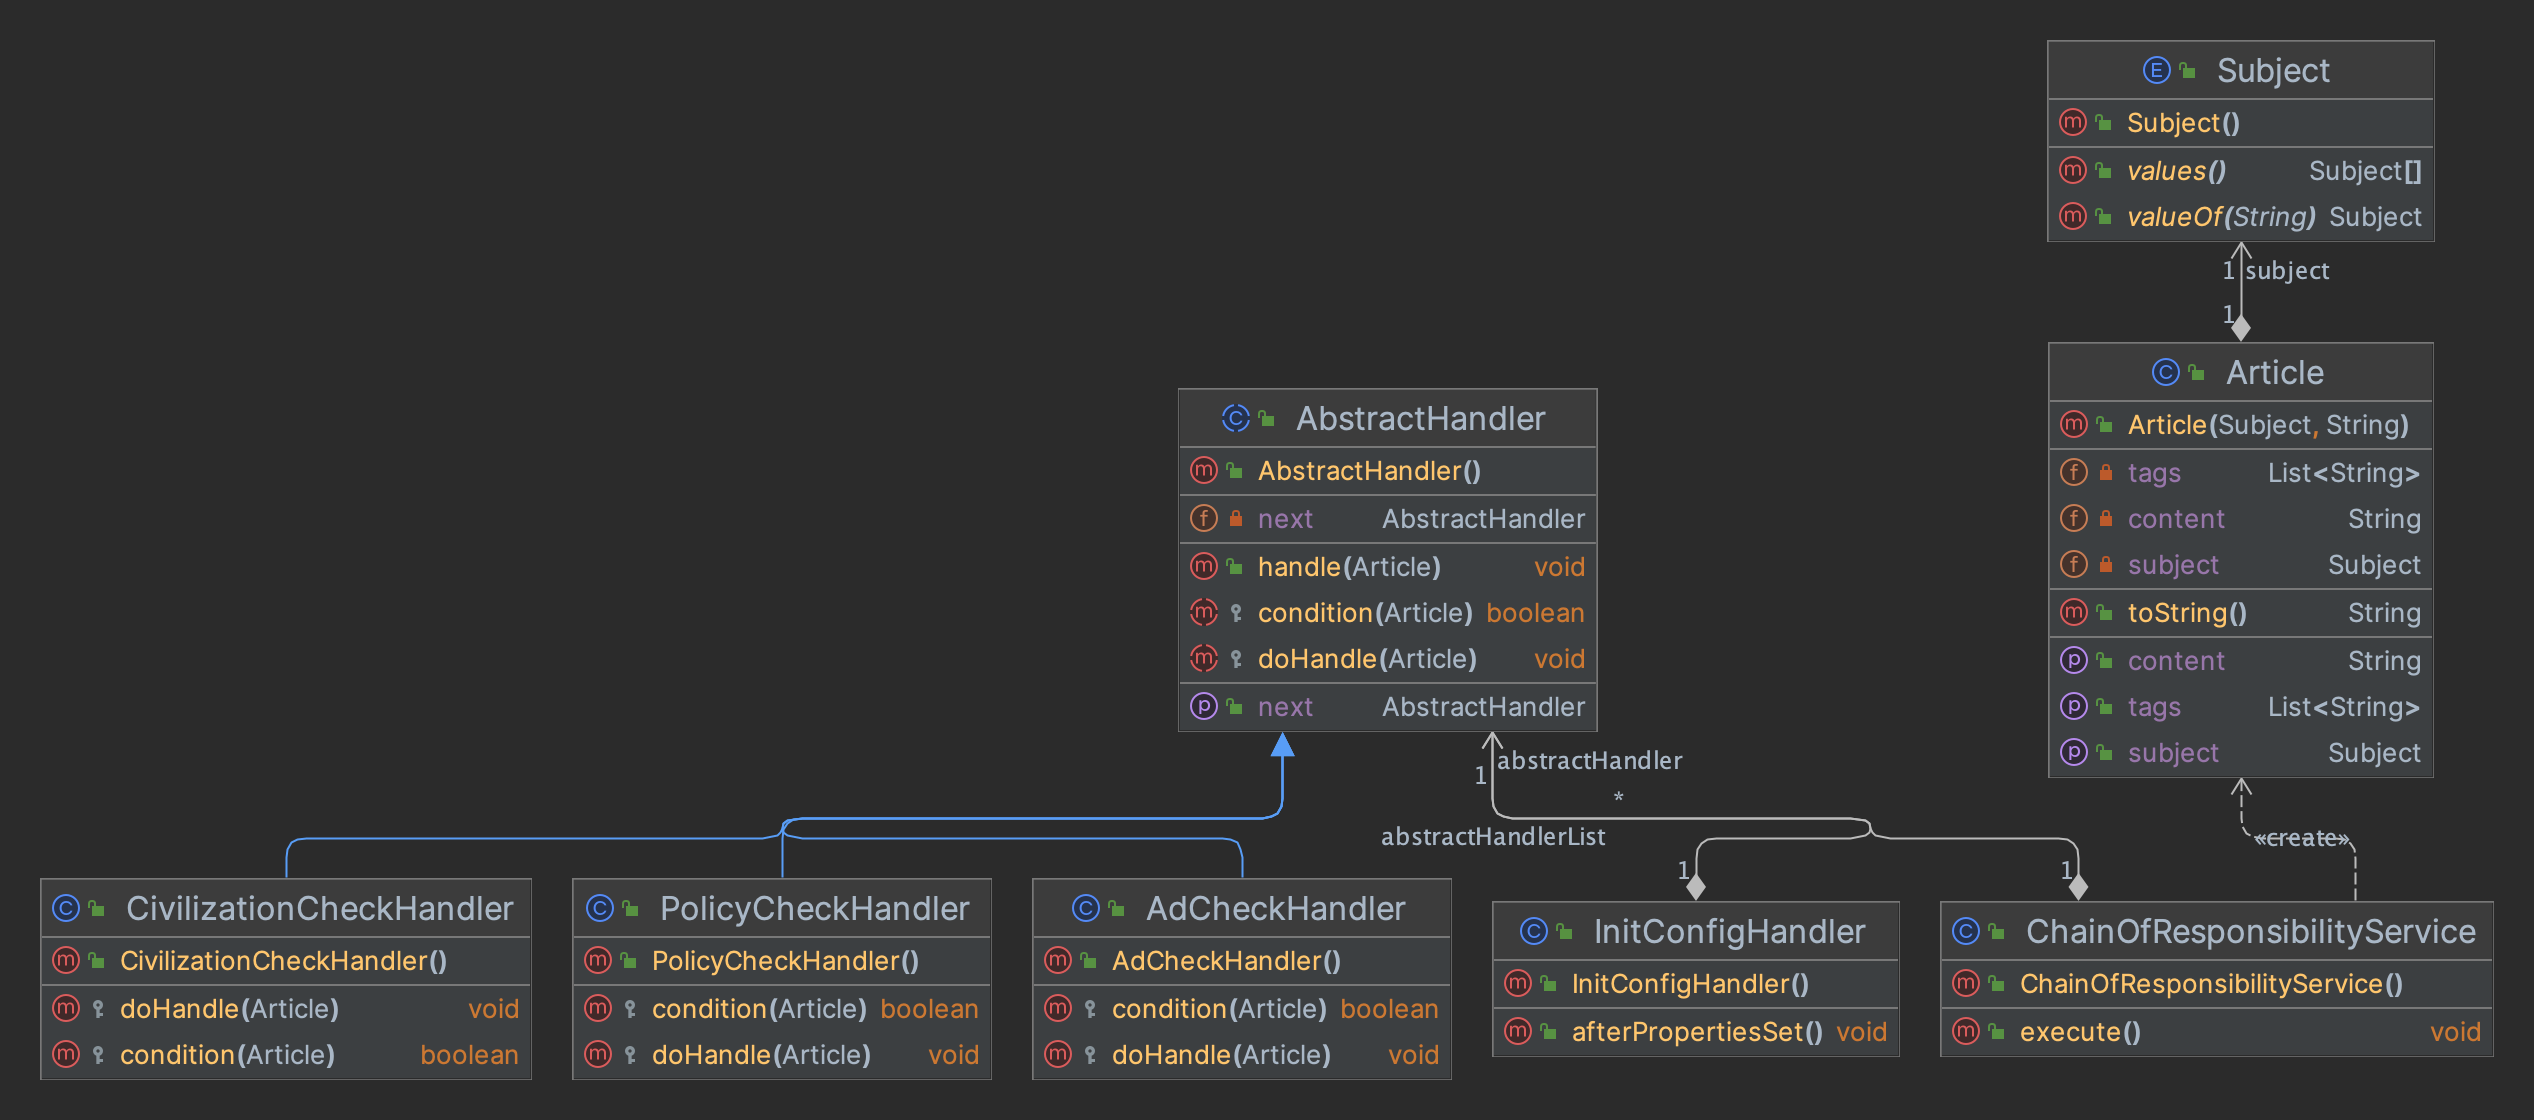 Subject
Subject()
values() Subject[]
valueOf(String) Subject
1 subject
1
Article
Article(Subject, String)
tags List<String>
content String
subject Subject
toString() String
content String
tags List<String>
subject Subject
AbstractHandler
AbstractHandler()
next AbstractHandler
handle(Article) void
condition(Article) boolean
doHandle(Article) void
next AbstractHandler
abstractHandler
1
*
abstractHandlerList
«create»
1
1
CivilizationCheckHandler
CivilizationCheckHandler()
doHandle(Article) void
condition(Article) boolean
PolicyCheckHandler
PolicyCheckHandler()
condition(Article) boolean
doHandle(Article) void
AdCheckHandler
AdCheckHandler()
condition(Article) boolean
doHandle(Article) void
InitConfigHandler
InitConfigHandler()
afterPropertiesSet() void
ChainOfResponsibilityService
ChainOfResponsibilityService()
execute() void